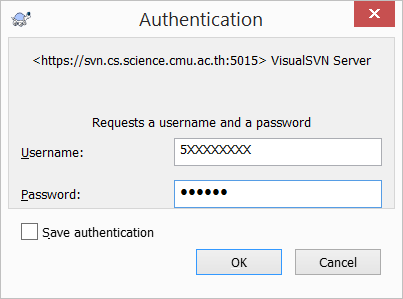 Authentication
<https://svn.cs.science.cmu.ac.th:5015> VisualSVN Server
Requests a username and a password
Username:
5XXXXXXXX
Password:
●●●●●●
Save authentication
OK
Cancel